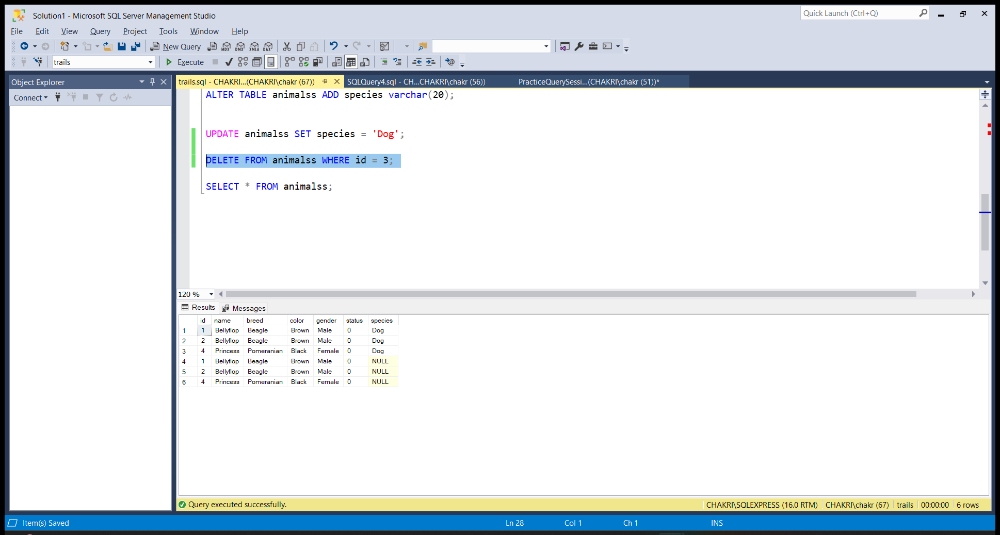 Solution1 - Microsoft SQL Server Management Studio
Quick Launch (Ctrl+Q)
File Edit View Query Project Tools Window Help
New Query MDX DMX XMLA DAX
trails Execute
Object Explorer
Connect
trails.sql - CHAKRI...(CHAKRI\chakr (67)) SQLQuery4.sql - CH...CHAKRI\chakr (56)) PracticeQuerySessi...(CHAKRI\chakr (51))*
ALTER TABLE animalss ADD species varchar(20);
UPDATE animalss SET species = 'Dog';
DELETE FROM animalss WHERE id = 3;
SELECT * FROM animalss;
120 %
Results Messages
id name breed color gender status species
1 1 Bellyflop Beagle Brown Male 0 Dog
2 2 Bellyflop Beagle Brown Male 0 Dog
3 4 Princess Pomeranian Black Female 0 Dog
4 1 Bellyflop Beagle Brown Male 0 NULL
5 2 Bellyflop Beagle Brown Male 0 NULL
6 4 Princess Pomeranian Black Female 0 NULL
Query executed successfully. CHAKRI\SQLEXPRESS (16.0 RTM) CHAKRI\chakr (67) trails 00:00:00 6 rows
Item(s) Saved Ln 28 Col 1 Ch 1 INS